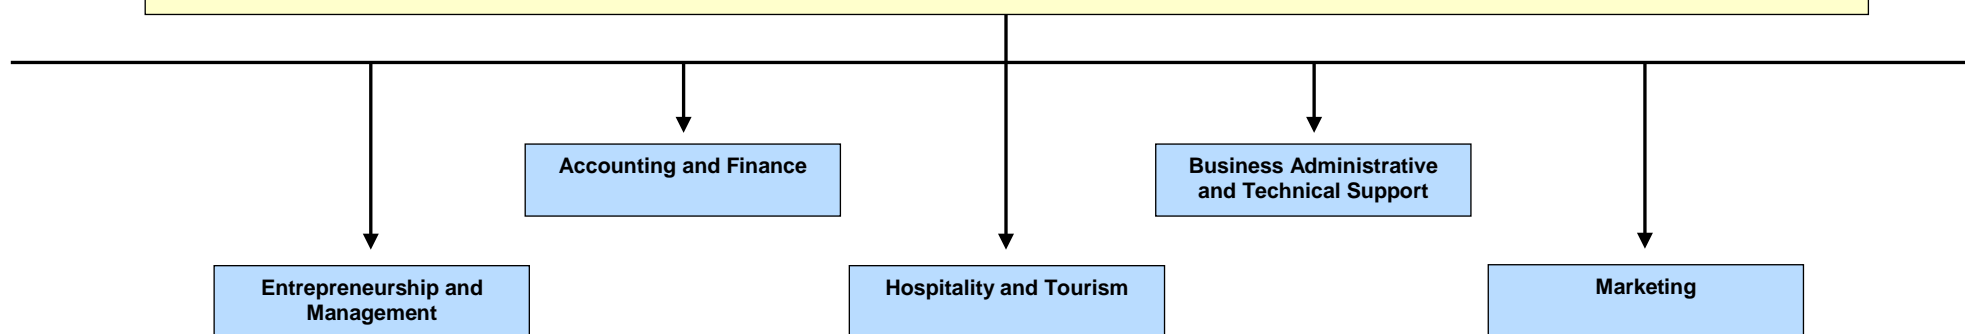 Accounting and Finance
Business Administrative
and Technical Support
Entrepreneurship and
Management
Hospitality and Tourism
Marketing